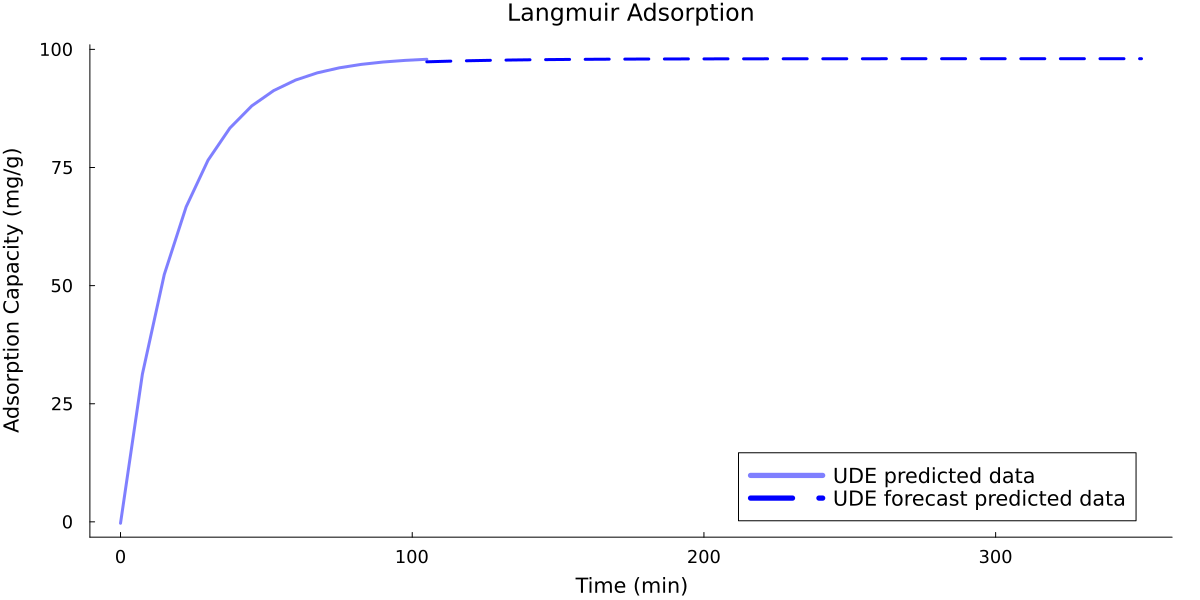 Langmuir Adsorption
Adsorption Capacity (mg/g)
100
75
50
25
0
UDE predicted data
UDE forecast predicted data
0 100 200 300
Time (min)